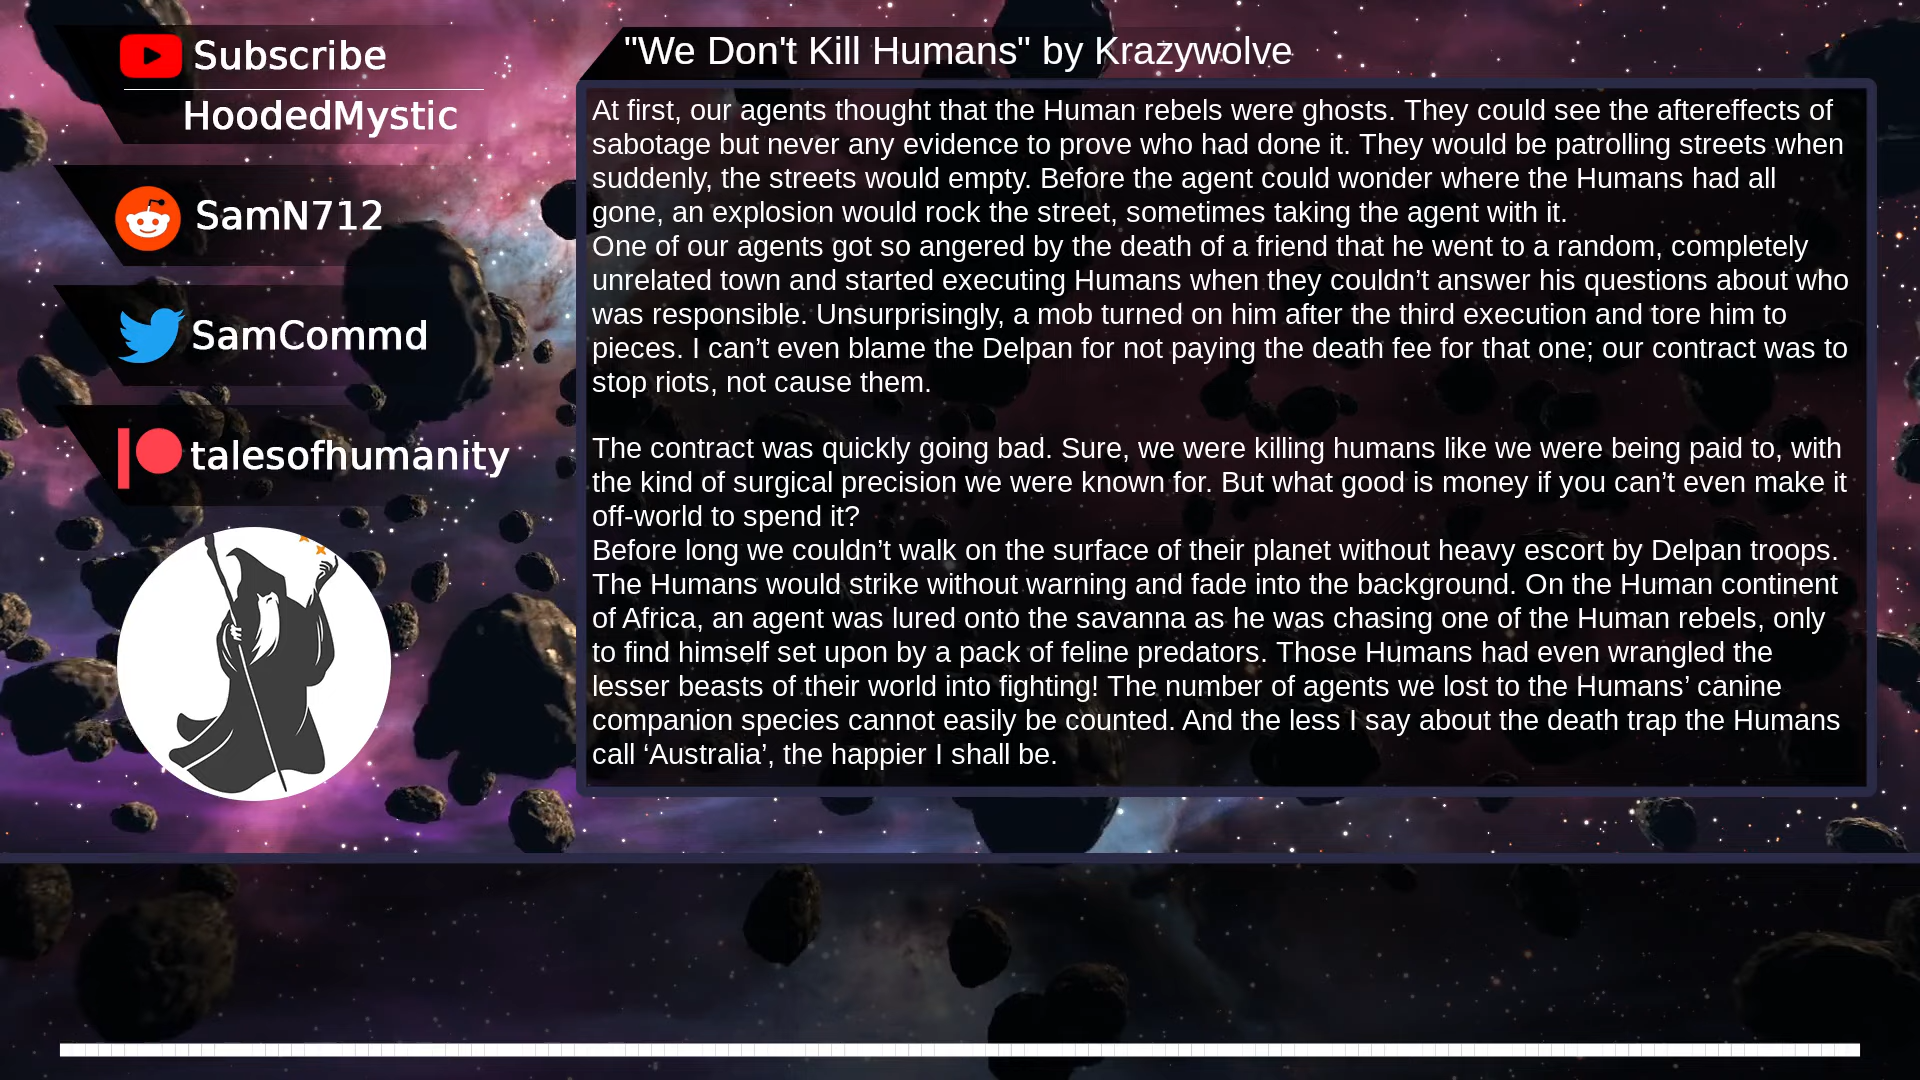 Subscribe
HoodedMystic
SamN712
SamCommd
talesofhumanity
"We Don't Kill Humans" by Krazywolve
At first, our agents thought that the Human rebels were ghosts. They could see the aftereffects of
sabotage but never any evidence to prove who had done it. They would be patrolling streets when
suddenly, the streets would empty. Before the agent could wonder where the Humans had all
gone, an explosion would rock the street, sometimes taking the agent with it.
One of our agents got so angered by the death of a friend that he went to a random, completely
unrelated town and started executing Humans when they couldn’t answer his questions about who
was responsible. Unsurprisingly, a mob turned on him after the third execution and tore him to
pieces. I can’t even blame the Delpan for not paying the death fee for that one; our contract was to
stop riots, not cause them.
The contract was quickly going bad. Sure, we were killing humans like we were being paid to, with
the kind of surgical precision we were known for. But what good is money if you can’t even make it
off-world to spend it?
Before long we couldn’t walk on the surface of their planet without heavy escort by Delpan troops.
The Humans would strike without warning and fade into the background. On the Human continent
of Africa, an agent was lured onto the savanna as he was chasing one of the Human rebels, only
to find himself set upon by a pack of feline predators. Those Humans had even wrangled the
lesser beasts of their world into fighting! The number of agents we lost to the Humans’ canine
companion species cannot easily be counted. And the less I say about the death trap the Humans
call ‘Australia’, the happier I shall be.